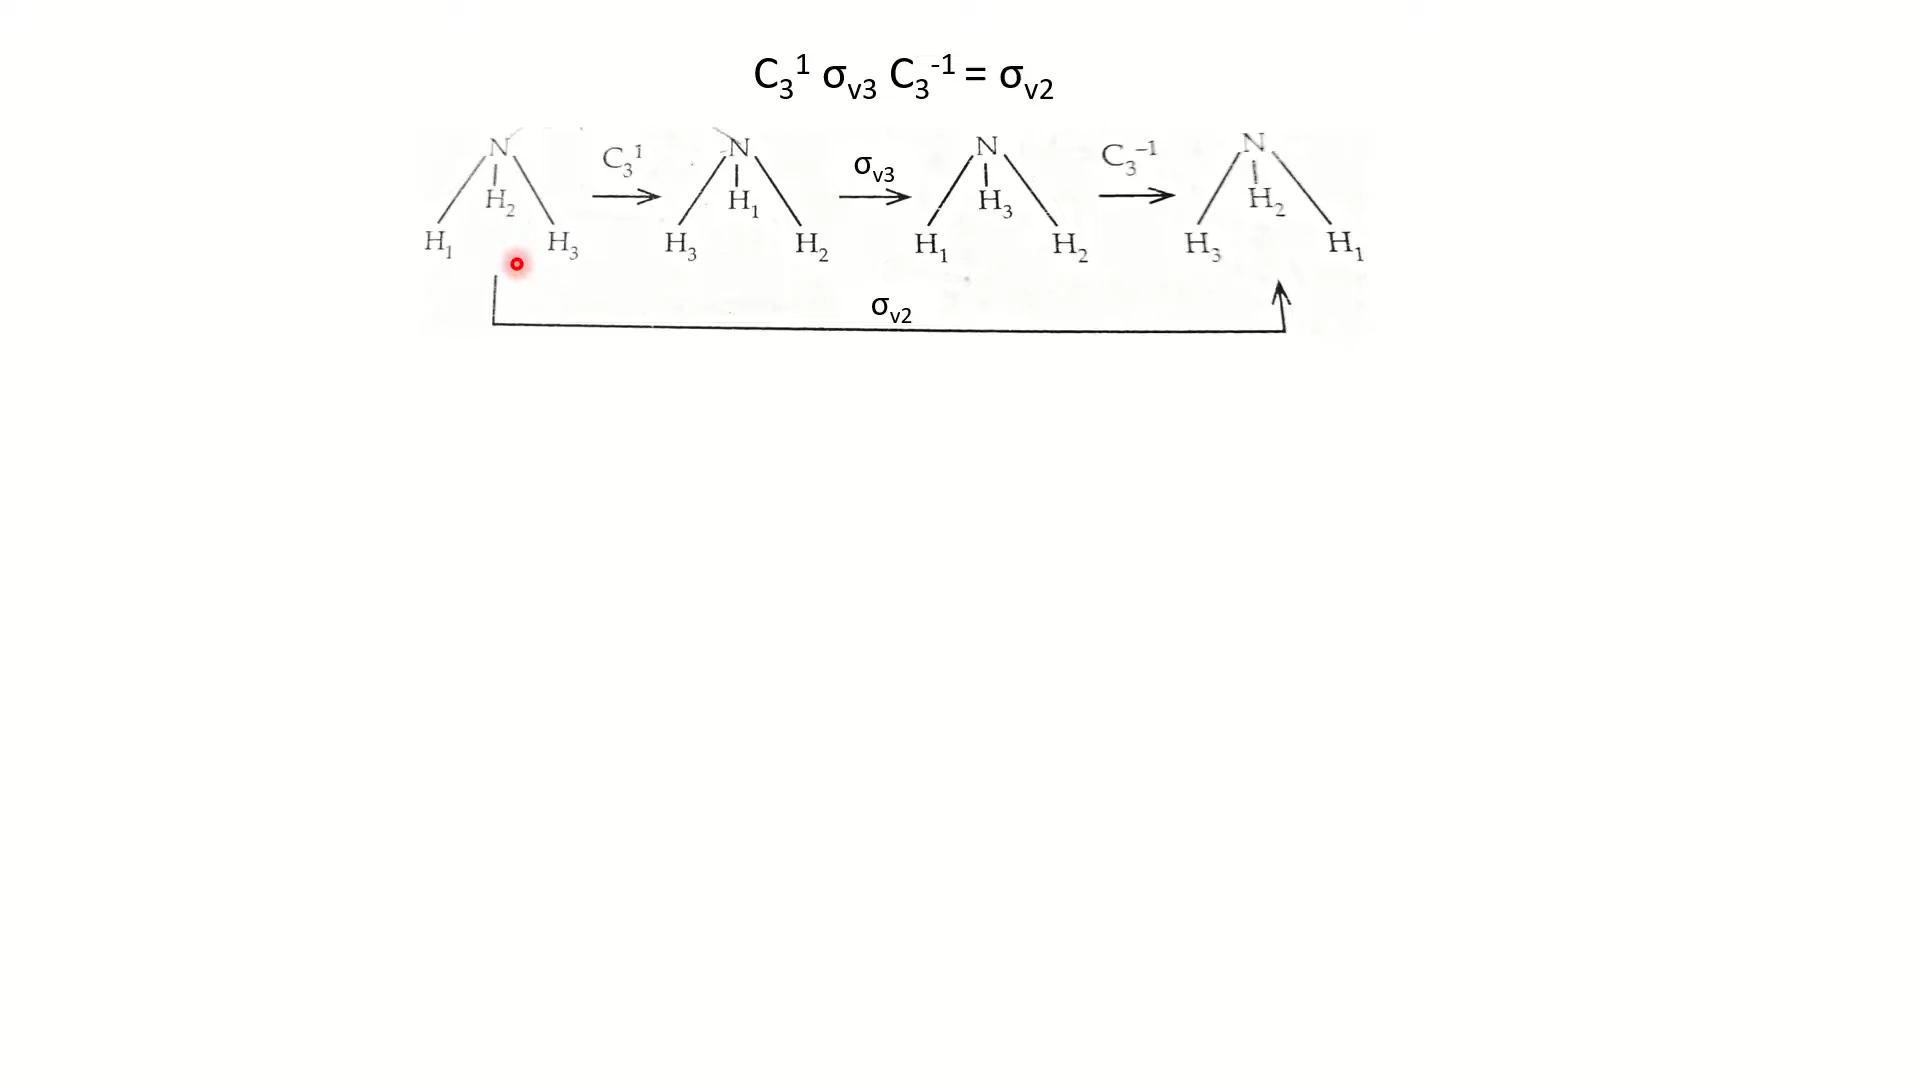 C₃¹ σᵥ₃ C₃⁻¹ = σᵥ₂
N C₃¹ N σᵥ₃ N C₃⁻¹ N
H₂ H₁ H₃ H₂
H₁ H₃ H₃ H₂ H₁ H₂ H₃ H₁
σᵥ₂